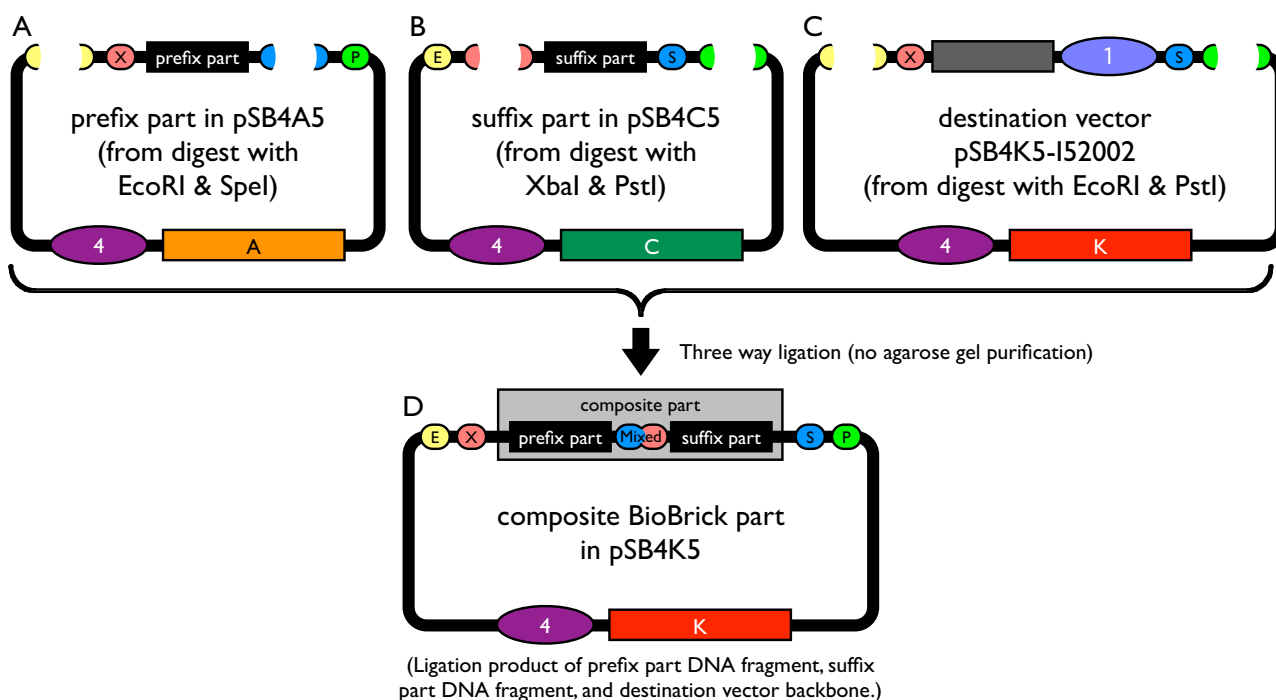 A
X
prefix part
P
prefix part in pSB4A5
(from digest with
EcoRI & SpeI)
4
A
B
E
suffix part
S
suffix part in pSB4C5
(from digest with
XbaI & PstI)
4
C
C
X
1
S
destination vector
pSB4K5-I52002
(from digest with EcoRI & PstI)
4
K
Three way ligation (no agarose gel purification)
D
composite part
E
X
prefix part
Mixed
suffix part
S
P
composite BioBrick part
in pSB4K5
4
K
(Ligation product of prefix part DNA fragment, suffix
part DNA fragment, and destination vector backbone.)